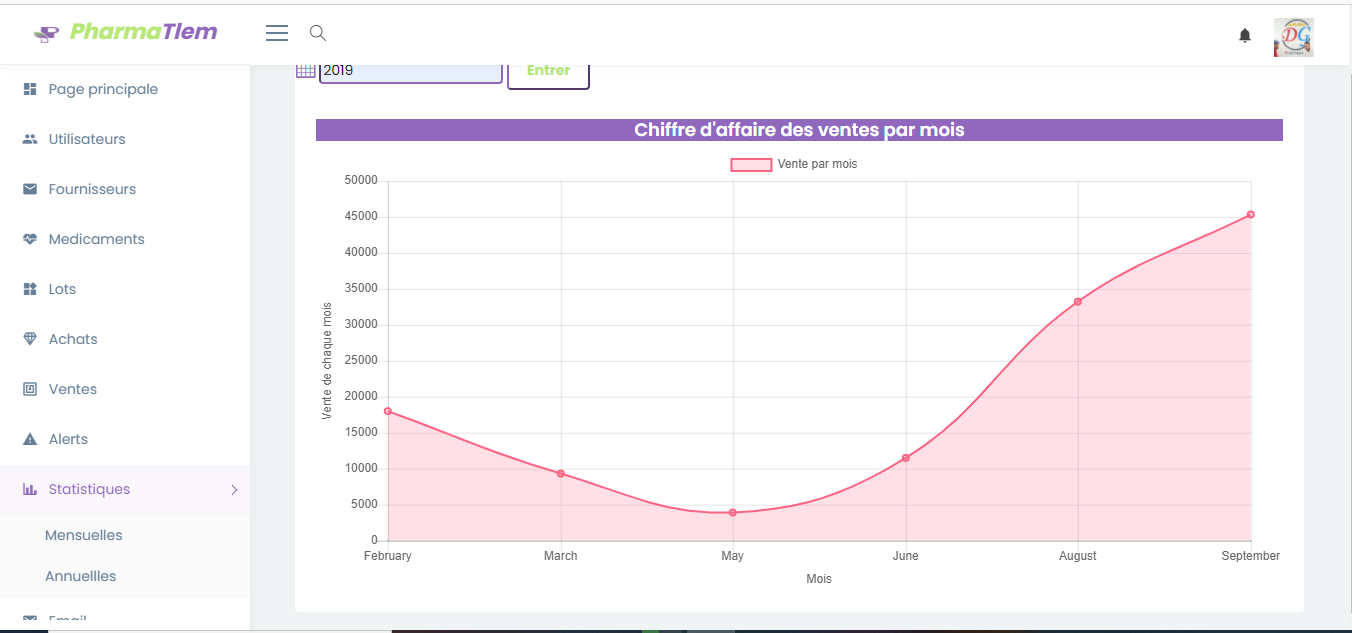 PharmaTlem
2019
Entrer
Page principale
Utilisateurs
Fournisseurs
Medicaments
Lots
Achats
Ventes
Alerts
Statistiques
Mensuelles
Annuellles
Email
Chiffre d'affaire des ventes par mois
Vente par mois
50000
45000
40000
35000
30000
25000
20000
15000
10000
5000
0
Vente de chaque mois
February March May June August September
Mois
DG